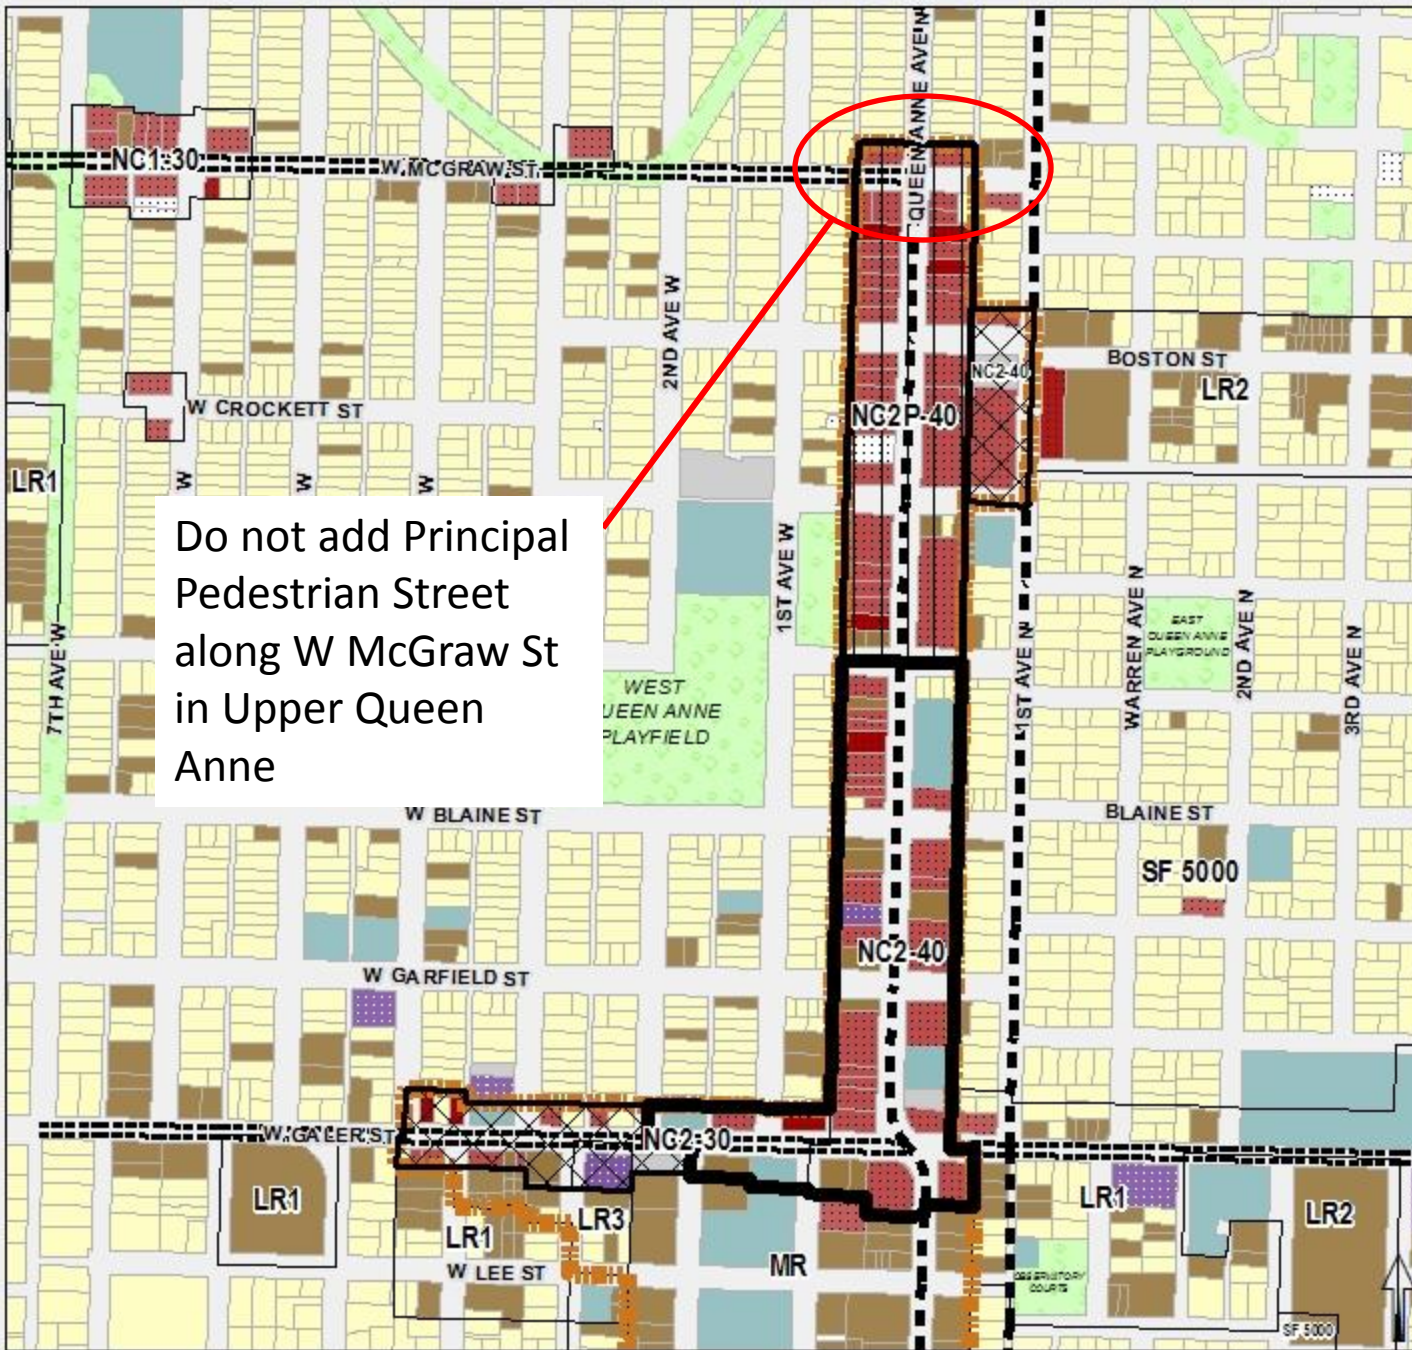 QUEEN ANNE AVE N
NC1-30
W MCGRAW ST
2ND AVE W
BOSTON ST
NC2-40
LR2
W CROCKETT ST
NC2P-40
LR1
W
W
W
Do not add Principal
Pedestrian Street
along W McGraw St
in Upper Queen
Anne
1ST AVE W
7TH AVE W
WEST
UEEN ANNE
PLAYFIELD
1ST AVE N
WARREN AVE N
EAST
QUEEN ANNE
PLAYGROUND
2ND AVE N
3RD AVE N
W BLAINE ST
BLAINE ST
SF 5000
NC2-40
W GARFIELD ST
W GALER ST
NC2-30
LR1
LR1
LR3
LR1
LR2
MR
W LEE ST
OBSERVATORY
COURTS
SF 5000